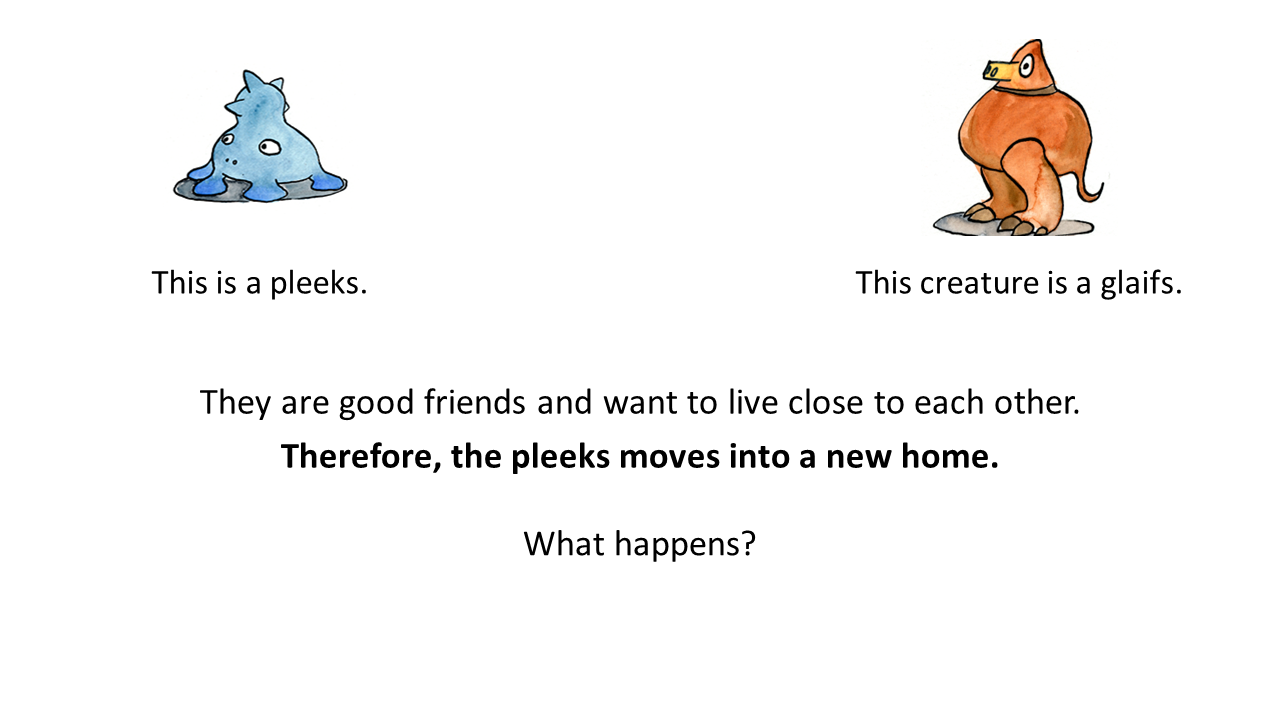 This is a pleeks.
This creature is a glaifs.
They are good friends and want to live close to each other.
Therefore, the pleeks moves into a new home.
What happens?